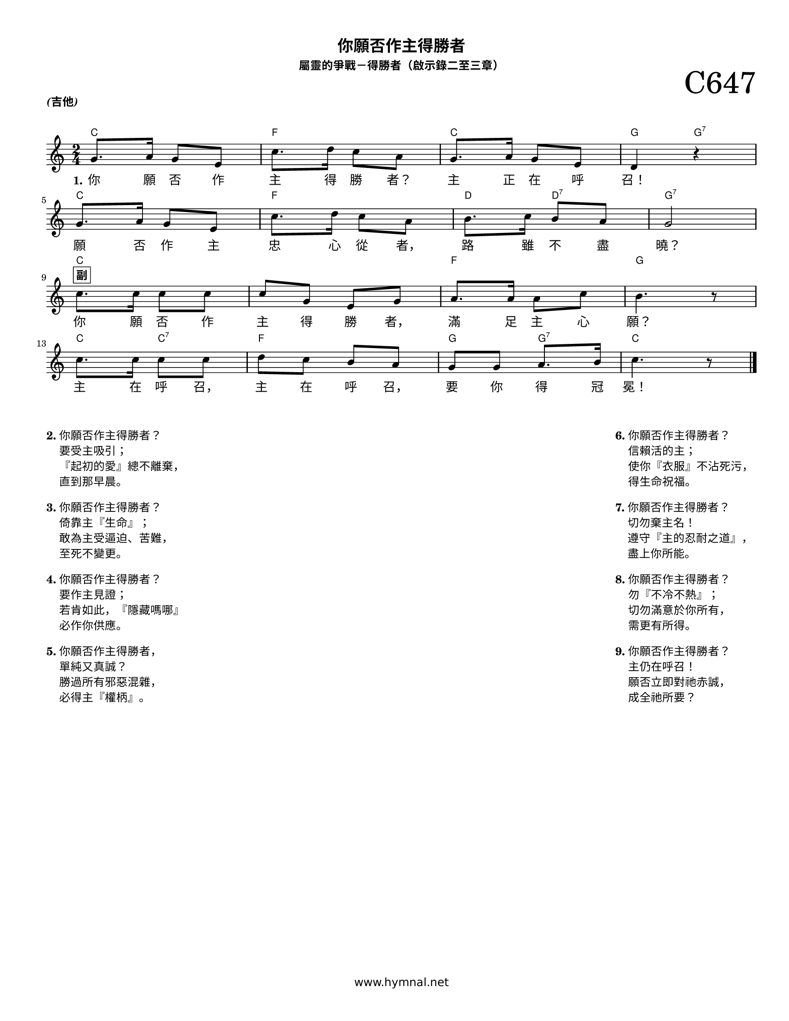 你願否作主得勝者
屬靈的爭戰－得勝者（啟示錄二至三章）
C647
(吉他)
C F C G G7
1. 你 願 否 作 主 得 勝 者？ 主 正 在 呼 召！
5
C F D D7 G7
願 否 作 主 忠 心 從 者， 路 雖 不 盡 曉？
9
C F G
副
你 願 否 作 主 得 勝 者， 滿 足 主 心 願？
13
C C7 F G G7 C
主 在 呼 召， 主 在 呼 召， 要 你 得 冠 冕！
2. 你願否作主得勝者？
要受主吸引；
『起初的愛』總不離棄，
直到那早晨。
3. 你願否作主得勝者？
倚靠主『生命』；
敢為主受逼迫、苦難，
至死不變更。
4. 你願否作主得勝者？
要作主見證；
若肯如此，『隱藏嗎哪』
必作你供應。
5. 你願否作主得勝者，
單純又真誠？
勝過所有邪惡混雜，
必得主『權柄』。
6. 你願否作主得勝者？
信賴活的主；
使你『衣服』不沾死污，
得生命祝福。
7. 你願否作主得勝者？
切勿棄主名！
遵守『主的忍耐之道』，
盡上你所能。
8. 你願否作主得勝者？
勿『不冷不熱』；
切勿滿意於你所有，
需更有所得。
9. 你願否作主得勝者？
主仍在呼召！
願否立即對祂赤誠，
成全祂所要？
www.hymnal.net